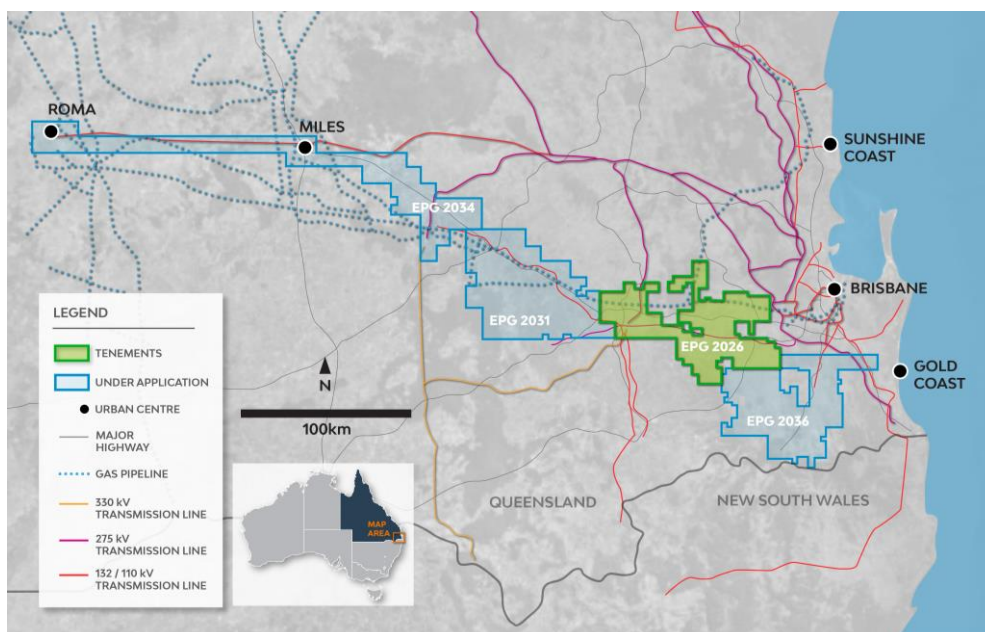 ROMA
MILES
SUNSHINE
COAST
EPG 2034
BRISBANE
EPG 2031
EPG 2026
GOLD
COAST
EPG 2036
N
100km
QUEENSLAND
NEW SOUTH WALES
LEGEND
TENEMENTS
UNDER APPLICATION
URBAN CENTRE
MAJOR
HIGHWAY
GAS PIPELINE
330 kV
TRANSMISSION LINE
275 kV
TRANSMISSION LINE
132 / 110 kV
TRANSMISSION LINE
MAP
AREA